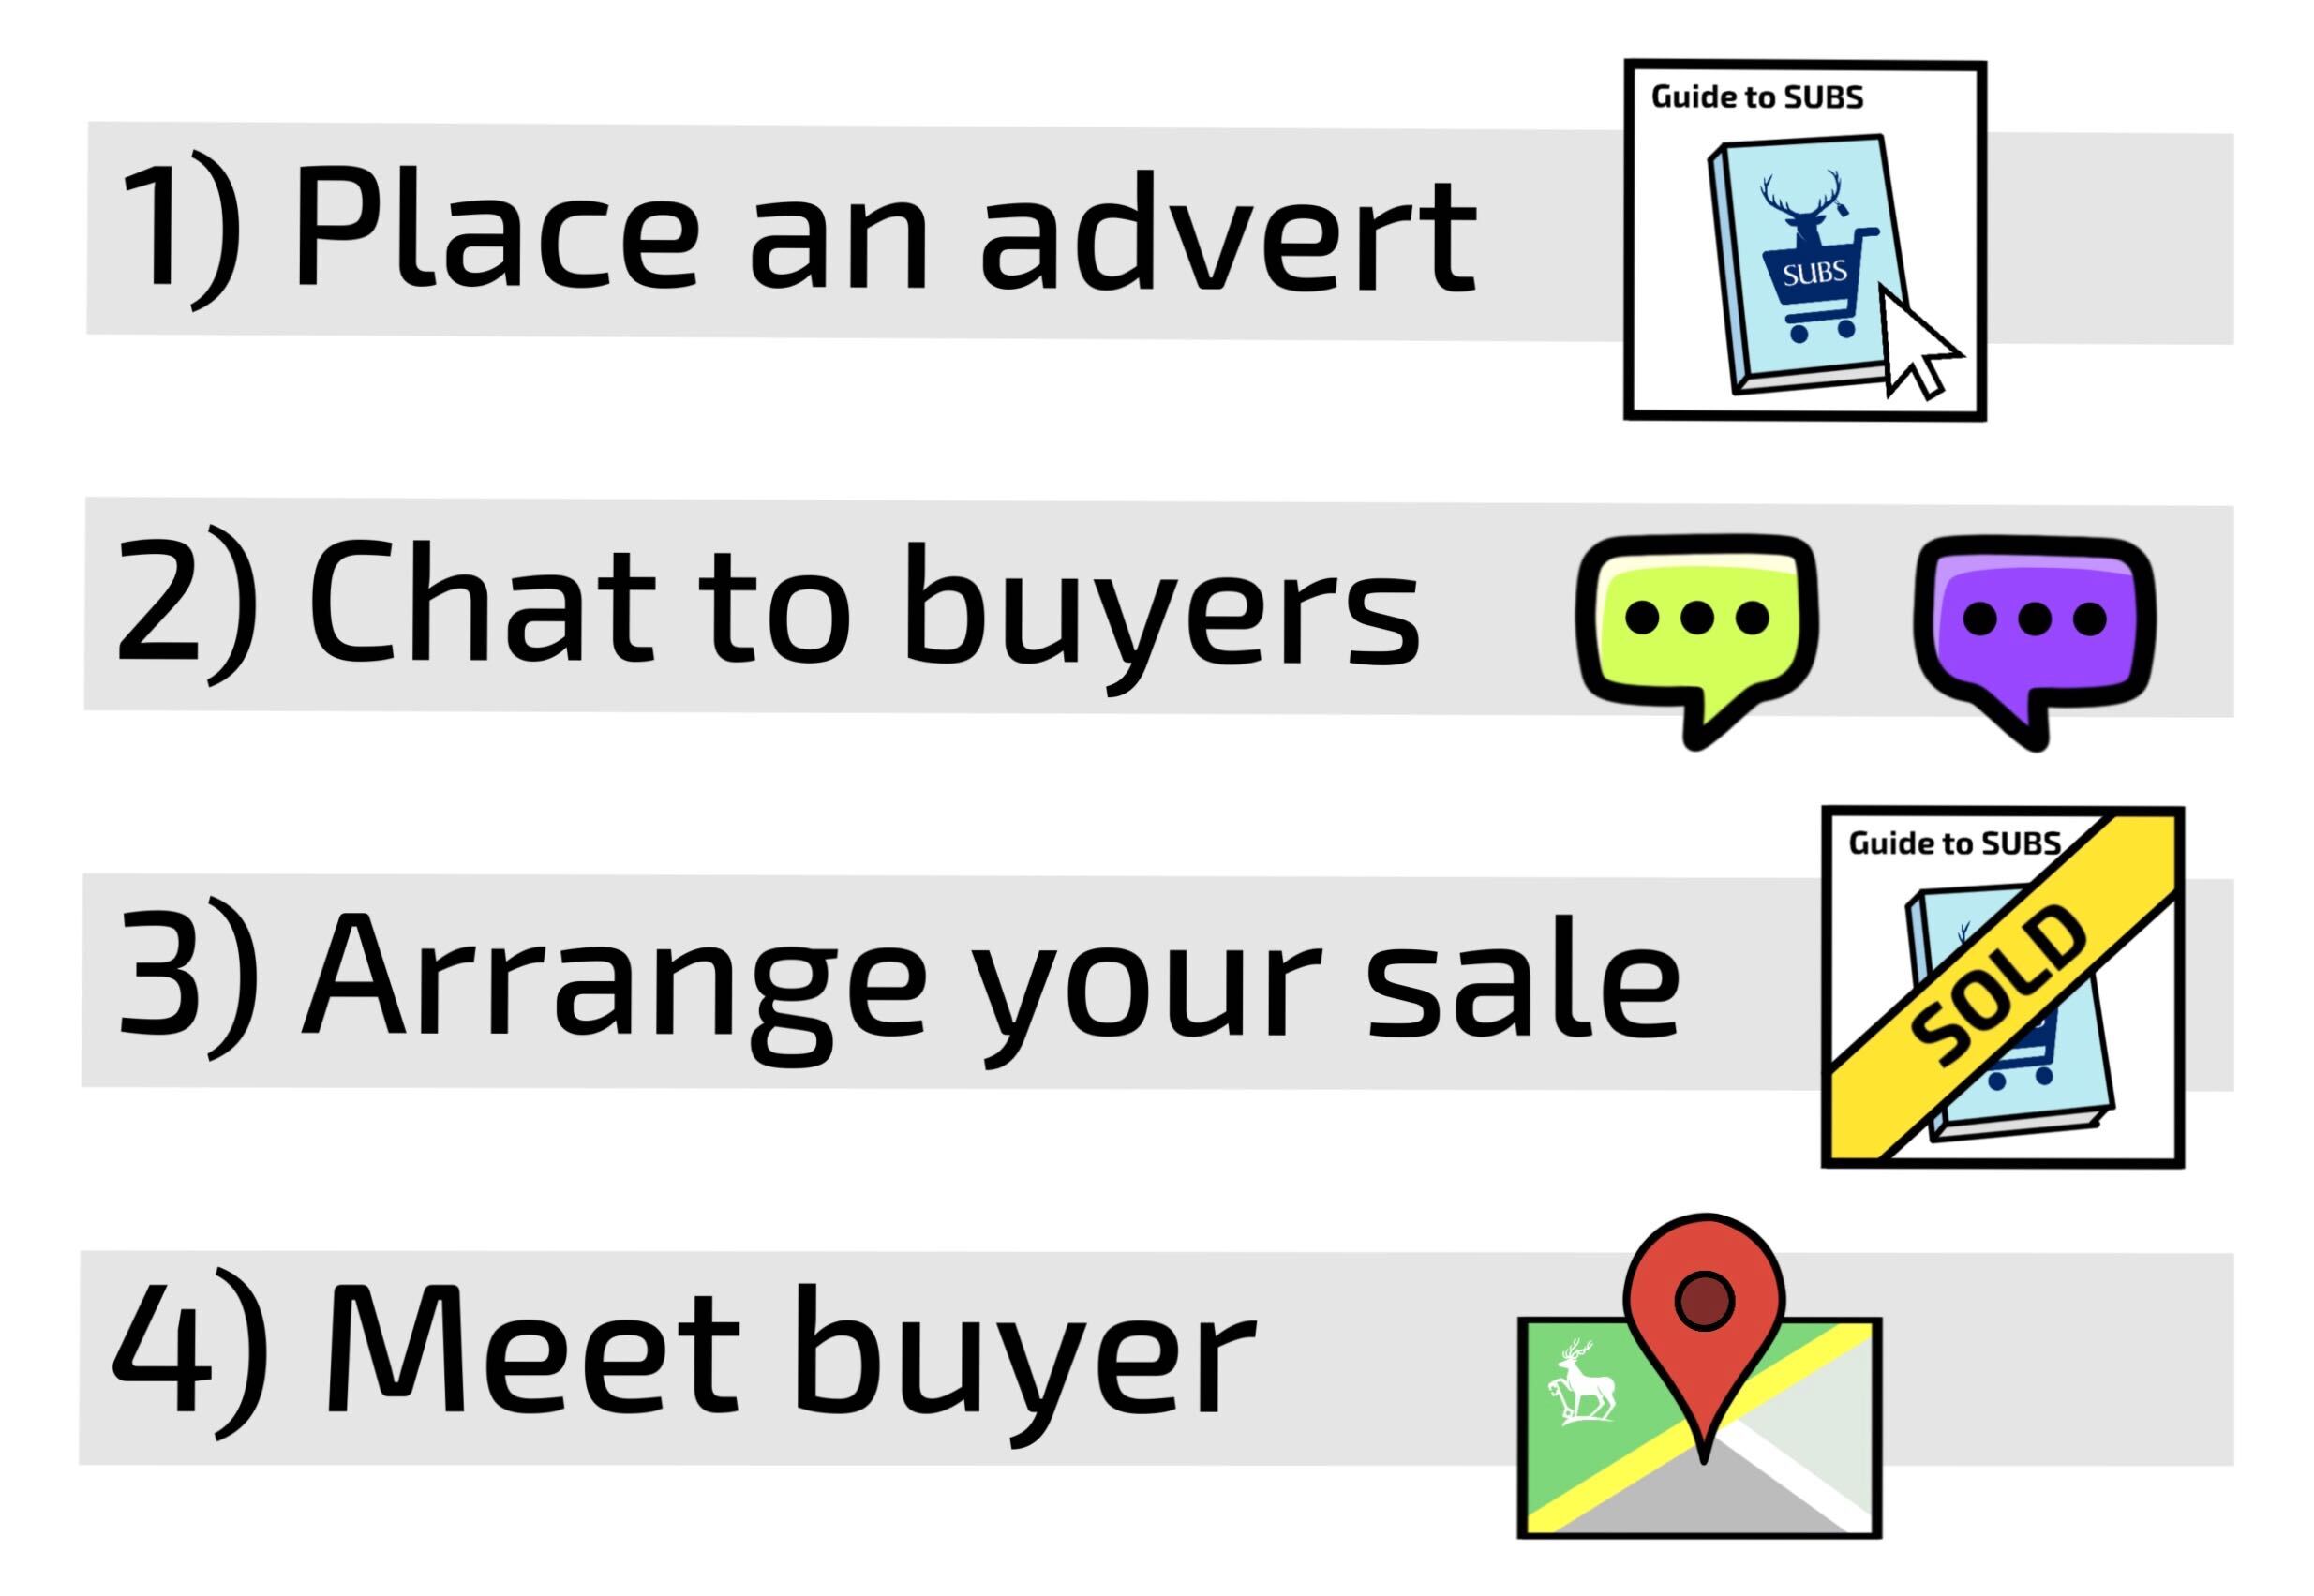 Guide to SUBS
1) Place an advert
SUBS
2) Chat to buyers
Guide to SUBS
3) Arrange your sale
SOLD
4) Meet buyer